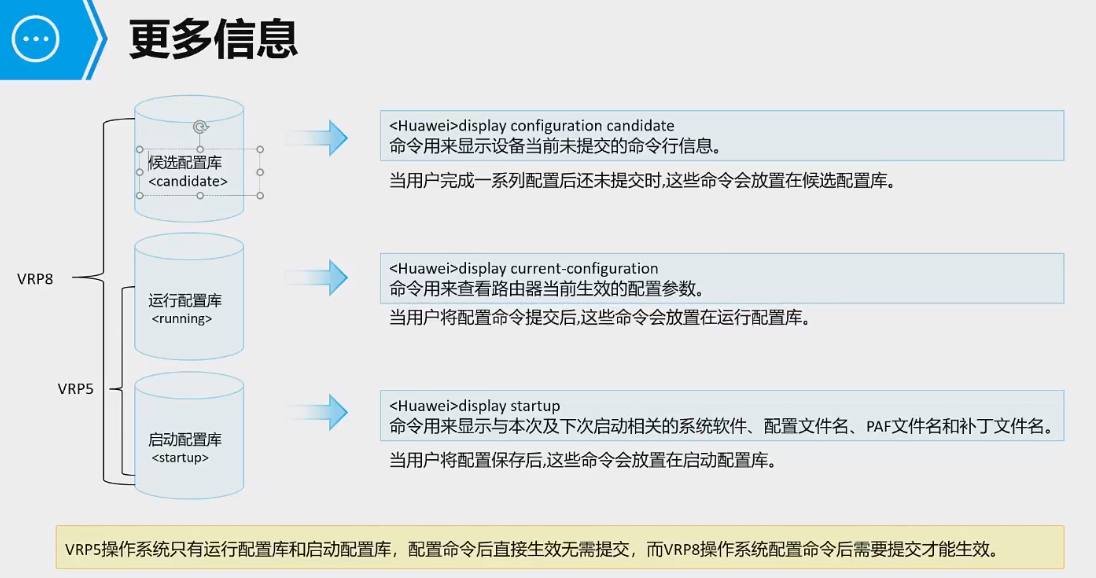 更多信息
候选配置库
<candidate>
<Huawei>display configuration candidate
命令用来显示设备当前未提交的命令行信息。
当用户完成一系列配置后还未提交时,这些命令会放置在候选配置库。
VRP8
运行配置库
<running>
<Huawei>display current-configuration
命令用来查看路由器当前生效的配置参数。
当用户将配置命令提交后,这些命令会放置在运行配置库。
VRP5
启动配置库
<startup>
<Huawei>display startup
命令用来显示与本次及下次启动相关的系统软件、配置文件名、PAF文件名和补丁文件名。
当用户将配置保存后,这些命令会放置在启动配置库。
VRP5操作系统只有运行配置库和启动配置库，配置命令后直接生效无需提交，而VRP8操作系统配置命令后需要提交才能生效。